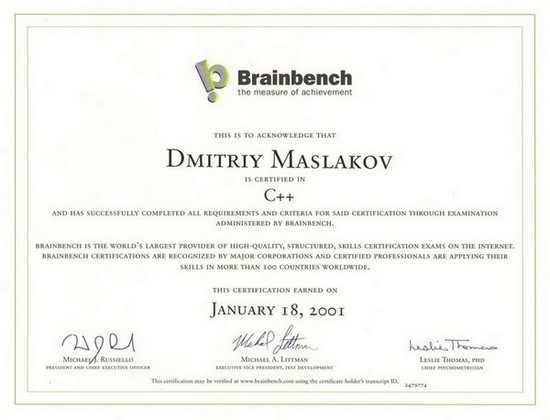 Brainbench
the measure of achievement
THIS IS TO ACKNOWLEDGE THAT
DMITRIY MASLAKOV
IS CERTIFIED IN
C++
AND HAS SUCCESSFULLY COMPLETED ALL REQUIREMENTS AND CRITERIA FOR SAID CERTIFICATION THROUGH EXAMINATION
ADMINISTERED BY BRAINBENCH.
BRAINBENCH IS THE WORLD'S LARGEST PROVIDER OF HIGH-QUALITY, STRUCTURED, SKILLS CERTIFICATION EXAMS ON THE INTERNET.
BRAINBENCH CERTIFICATIONS ARE RECOGNIZED BY MAJOR CORPORATIONS AND CERTIFIED PROFESSIONALS ARE APPLYING THEIR
SKILLS IN MORE THAN 100 COUNTRIES WORLDWIDE.
THIS CERTIFICATION EARNED ON
JANUARY 18, 2001
Michael Littman
Leslie Thomas
MICHAEL J. RUSSIELLO
MICHAEL A. LITTMAN
LESLIE THOMAS, PHD
PRESIDENT AND CHIEF EXECUTIVE OFFICER
EXECUTIVE VICE PRESIDENT, TEST DEVELOPMENT
CHIEF PSYCHOMETRICIAN
This certification may be verified at www.brainbench.com using the certificate holder's transcript ID.